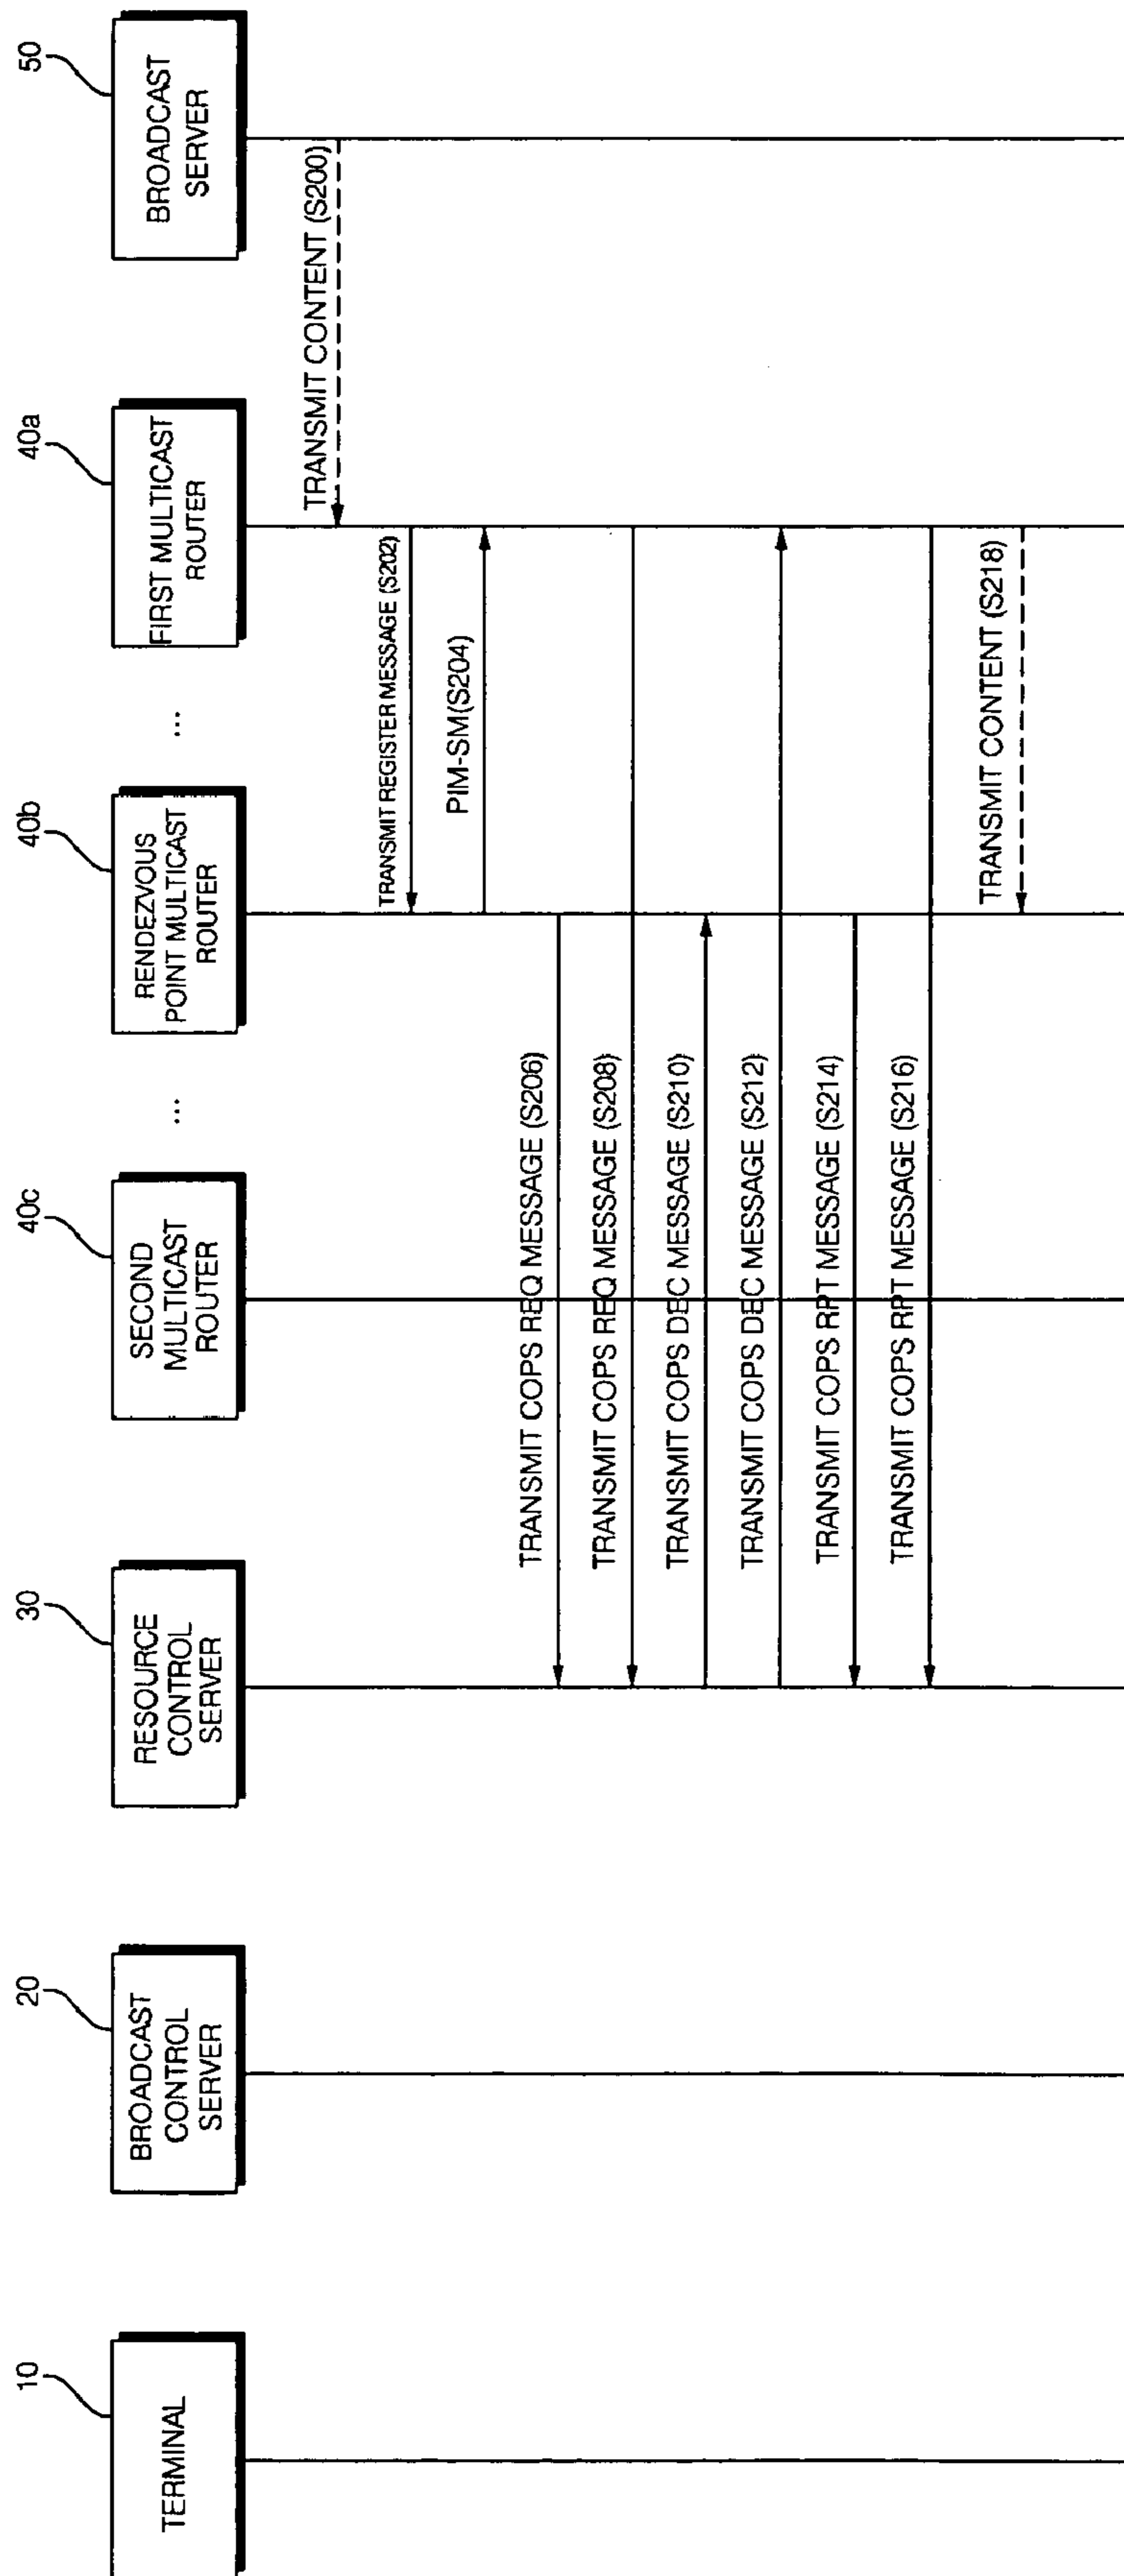 10
TERMINAL
20
BROADCAST
CONTROL
SERVER
30
RESOURCE
CONTROL
SERVER
40c
SECOND
MULTICAST
ROUTER
...
40b
RENDEZVOUS
POINT MULTICAST
ROUTER
...
40a
FIRST MULTICAST
ROUTER
50
BROADCAST
SERVER
TRANSMIT CONTENT (S200)
TRANSMIT REGISTER MESSAGE (S202)
PIM-SM(S204)
TRANSMIT COPS REQ MESSAGE (S206)
TRANSMIT COPS REQ MESSAGE (S208)
TRANSMIT COPS DEC MESSAGE (S210)
TRANSMIT COPS DEC MESSAGE (S212)
TRANSMIT COPS RPT MESSAGE (S214)
TRANSMIT COPS RPT MESSAGE (S216)
TRANSMIT CONTENT (S218)